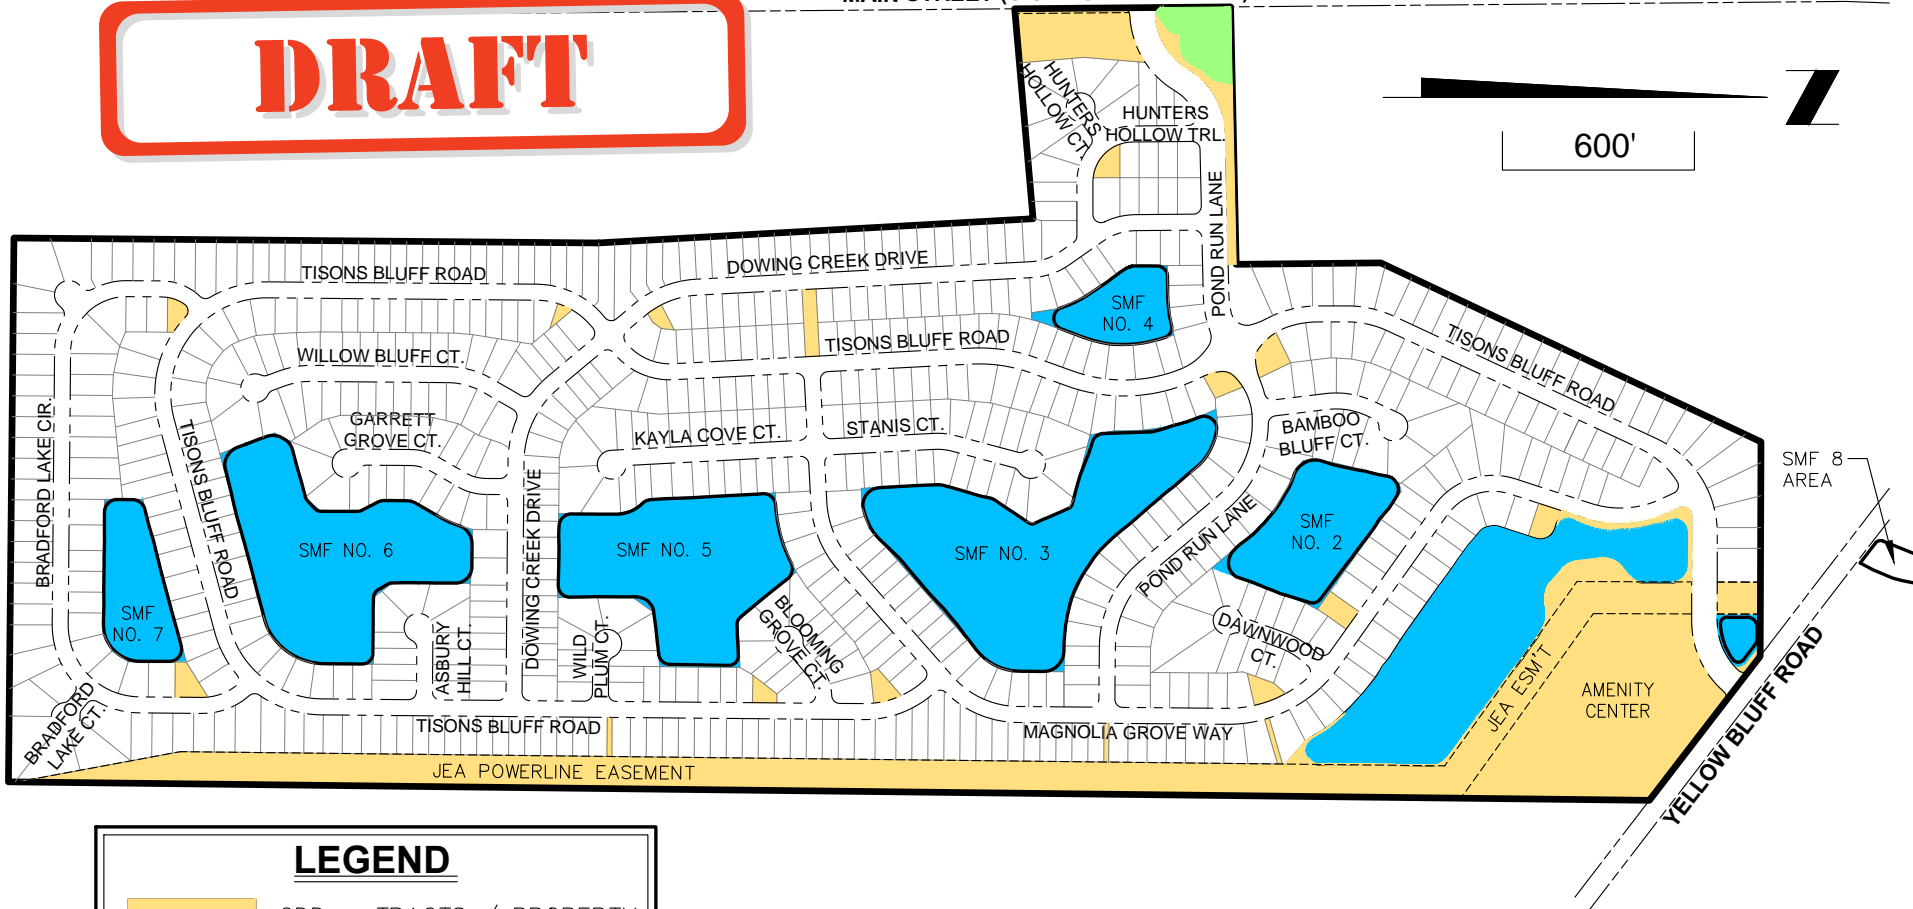 MAIN STREET
DRAFT
HUNTERS
HOLLOW CT.
HUNTERS
HOLLOW TRL.
POND RUN LANE
600'
Z
TISONS BLUFF ROAD
DOWING CREEK DRIVE
SMF
NO. 4
TISONS BLUFF ROAD
TISONS BLUFF ROAD
WILLOW BLUFF CT.
GARRETT
GROVE CT.
KAYLA COVE CT.
STANIS CT.
BAMBOO
BLUFF CT.
SMF 8
AREA
BRADFORD LAKE CIR.
TISONS BLUFF ROAD
DOWING CREEK DRIVE
SMF NO. 6
SMF NO. 5
SMF NO. 3
SMF
NO. 2
POND RUN LANE
SMF
NO. 7
ASBURY
HILL CT.
WILD
PLUM CT.
BLOOMING
GROVE CT.
DAWNWOOD
CT.
JEA ESM'T
AMENITY
CENTER
YELLOW BLUFF ROAD
BRADFORD
LAKE CT.
TISONS BLUFF ROAD
MAGNOLIA GROVE WAY
JEA POWERLINE EASEMENT
LEGEND
CDD TRACTS / PROPERTY